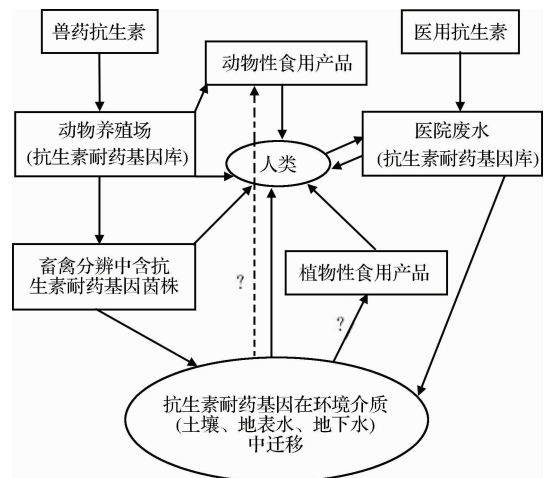 兽药抗生素
医用抗生素
动物性食用产品
动物养殖场
(抗生素耐药基因库)
医院废水
(抗生素耐药基因库)
人类
畜禽分辨中含抗
生素耐药基因菌株
植物性食用产品
?
?
抗生素耐药基因在环境介质
(土壤、地表水、地下水)
中迁移